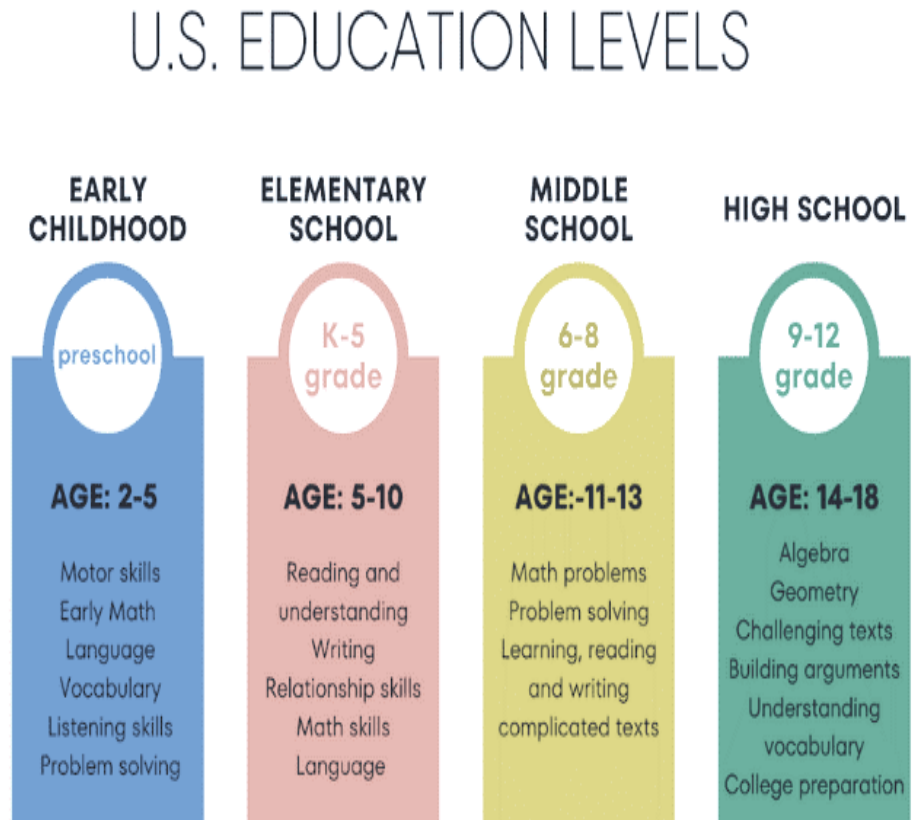 U.S. EDUCATION LEVELS
EARLY
CHILDHOOD
preschool
AGE: 2-5
Motor skills
Early Math
Language
Vocabulary
Listening skills
Problem solving
ELEMENTARY
SCHOOL
K-5
grade
AGE: 5-10
Reading and
understanding
Writing
Relationship skills
Math skills
Language
MIDDLE
SCHOOL
6-8
grade
AGE:-11-13
Math problems
Problem solving
Learning, reading
and writing
complicated texts
HIGH SCHOOL
9-12
grade
AGE: 14-18
Algebra
Geometry
Challenging texts
Building arguments
Understanding
vocabulary
College preparation